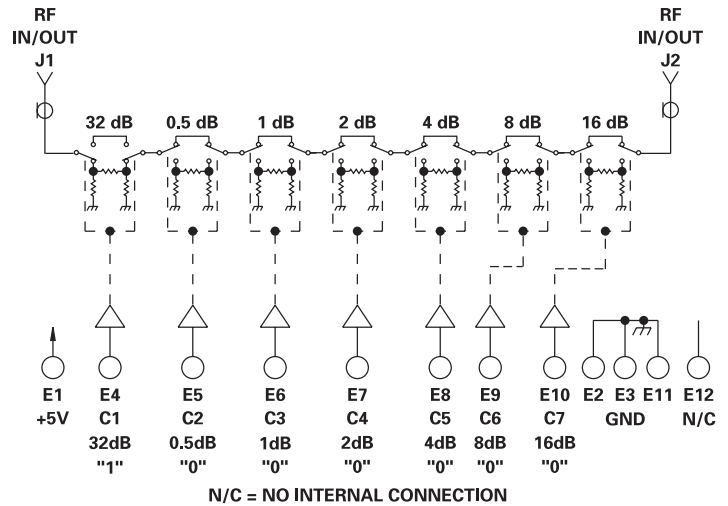 RF
IN/OUT
J1
RF
IN/OUT
J2
32 dB 0.5 dB 1 dB 2 dB 4 dB 8 dB 16 dB
E1 E4 E5 E6 E7 E8 E9 E10 E2 E3 E11 E12
+5V C1 C2 C3 C4 C5 C6 C7 GND N/C
32dB 0.5dB 1dB 2dB 4dB 8dB 16dB
"1" "0" "0" "0" "0" "0" "0"
N/C = NO INTERNAL CONNECTION